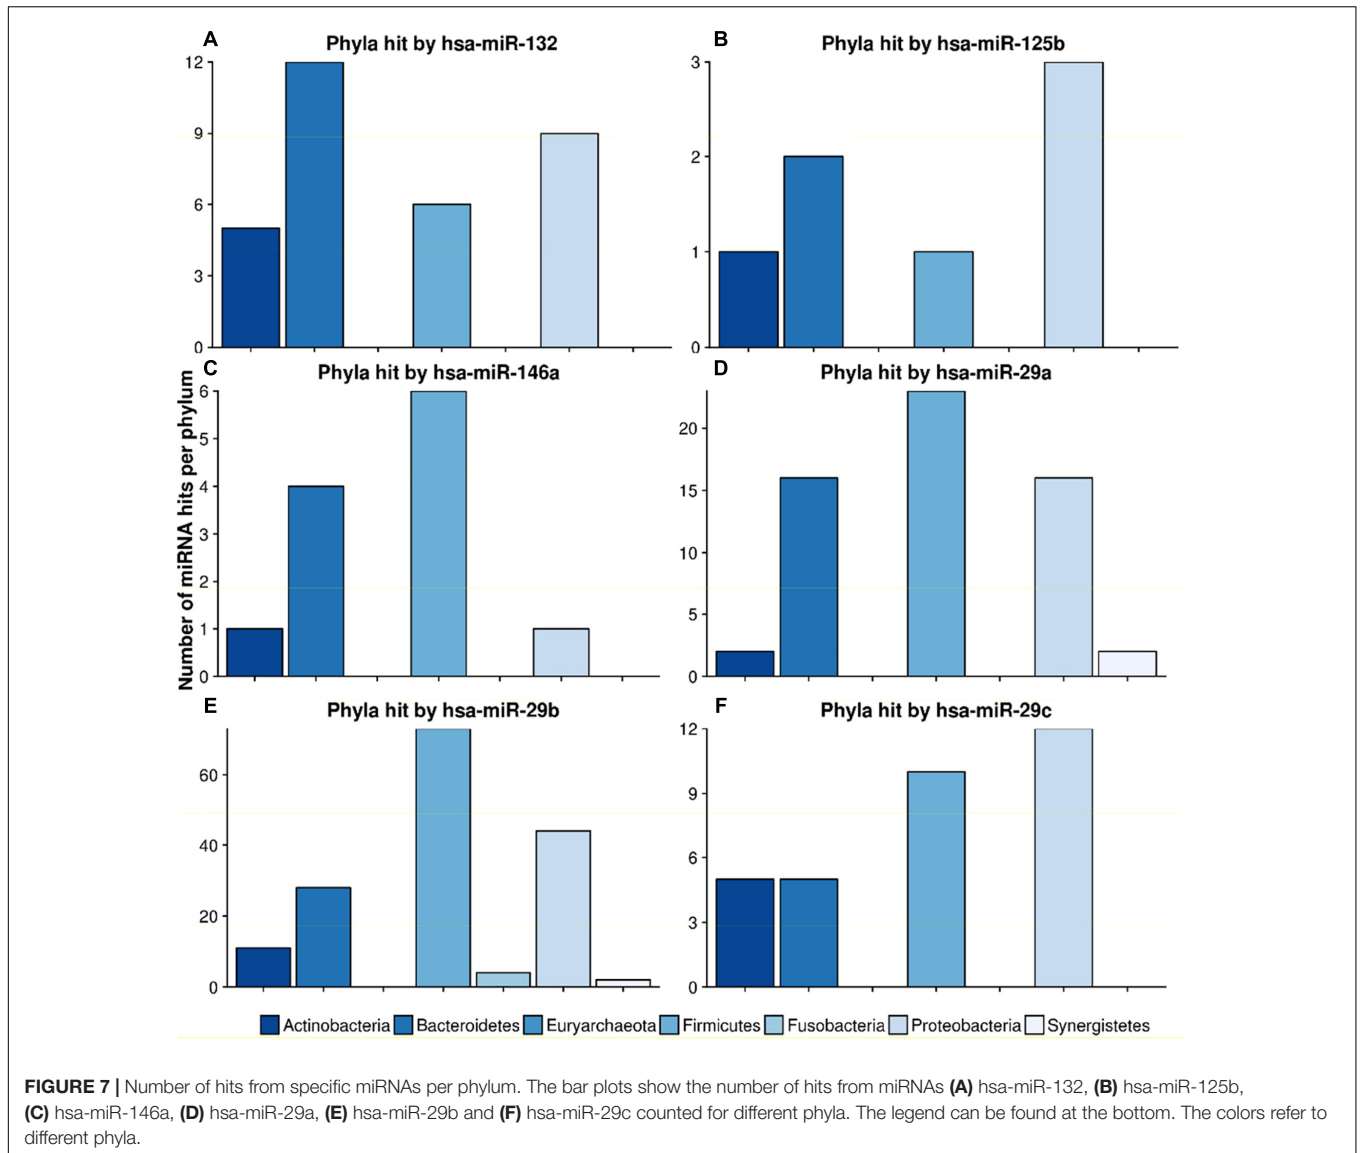 A
Phyla hit by hsa-miR-132
12
9
6
3
0
B
Phyla hit by hsa-miR-125b
3
2
1
0
Number of miRNA hits per phylum
C
Phyla hit by hsa-miR-146a
6
5
4
3
2
1
0
D
Phyla hit by hsa-miR-29a
20
15
10
5
0
E
Phyla hit by hsa-miR-29b
60
40
20
0
F
Phyla hit by hsa-miR-29c
12
9
6
3
0
Actinobacteria Bacteroidetes Euryarchaeota Firmicutes Fusobacteria Proteobacteria Synergistetes
FIGURE 7 | Number of hits from specific miRNAs per phylum. The bar plots show the number of hits from miRNAs (A) hsa-miR-132, (B) hsa-miR-125b,
(C) hsa-miR-146a, (D) hsa-miR-29a, (E) hsa-miR-29b and (F) hsa-miR-29c counted for different phyla. The legend can be found at the bottom. The colors refer to
different phyla.